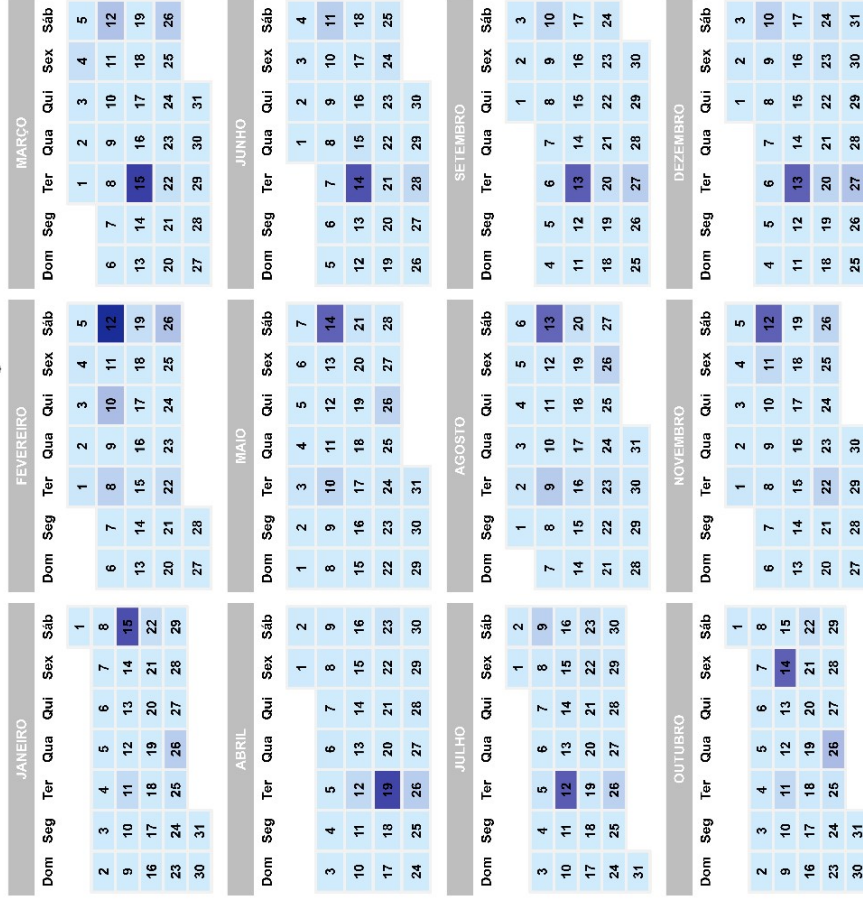 JANEIRO
Dom Seg Ter Qua Qui Sex Sáb
1
2 3 4 5 6 7 8
9 10 11 12 13 14 15
16 17 18 19 20 21 22
23 24 25 26 27 28 29
30 31
FEVEREIRO
Dom Seg Ter Qua Qui Sex Sáb
1 2 3 4 5
6 7 8 9 10 11 12
13 14 15 16 17 18 19
20 21 22 23 24 25 26
27 28
MARÇO
Dom Seg Ter Qua Qui Sex Sáb
1 2 3 4 5
6 7 8 9 10 11 12
13 14 15 16 17 18 19
20 21 22 23 24 25 26
27 28 29 30 31
ABRIL
Dom Seg Ter Qua Qui Sex Sáb
1 2
3 4 5 6 7 8 9
10 11 12 13 14 15 16
17 18 19 20 21 22 23
24 25 26 27 28 29 30
MAIO
Dom Seg Ter Qua Qui Sex Sáb
1 2 3 4 5 6 7
8 9 10 11 12 13 14
15 16 17 18 19 20 21
22 23 24 25 26 27 28
29 30 31
JUNHO
Dom Seg Ter Qua Qui Sex Sáb
1 2 3 4
5 6 7 8 9 10 11
12 13 14 15 16 17 18
19 20 21 22 23 24 25
26 27 28 29 30
JULHO
Dom Seg Ter Qua Qui Sex Sáb
1 2
3 4 5 6 7 8 9
10 11 12 13 14 15 16
17 18 19 20 21 22 23
24 25 26 27 28 29 30
31
AGOSTO
Dom Seg Ter Qua Qui Sex Sáb
1 2 3 4 5 6
7 8 9 10 11 12 13
14 15 16 17 18 19 20
21 22 23 24 25 26 27
28 29 30 31
SETEMBRO
Dom Seg Ter Qua Qui Sex Sáb
1 2 3
4 5 6 7 8 9 10
11 12 13 14 15 16 17
18 19 20 21 22 23 24
25 26 27 28 29 30
OUTUBRO
Dom Seg Ter Qua Qui Sex Sáb
1
2 3 4 5 6 7 8
9 10 11 12 13 14 15
16 17 18 19 20 21 22
23 24 25 26 27 28 29
30 31
NOVEMBRO
Dom Seg Ter Qua Qui Sex Sáb
1 2 3 4 5
6 7 8 9 10 11 12
13 14 15 16 17 18 19
20 21 22 23 24 25 26
27 28 29 30
DEZEMBRO
Dom Seg Ter Qua Qui Sex Sáb
1 2 3
4 5 6 7 8 9 10
11 12 13 14 15 16 17
18 19 20 21 22 23 24
25 26 27 28 29 30 31